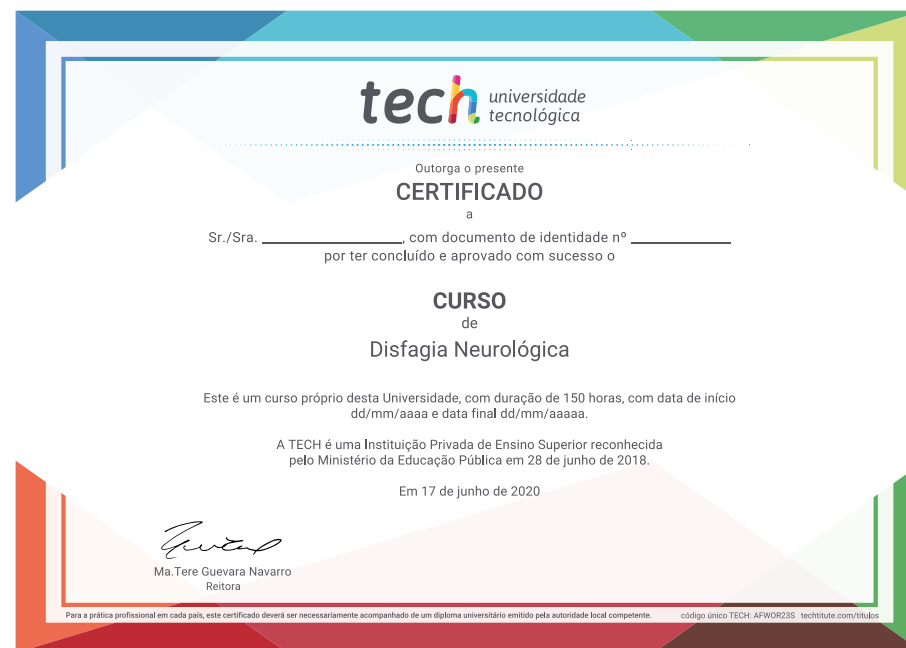 tech universidade
tecnológica
Outorga o presente
CERTIFICADO
a
Sr./Sra. ____________, com documento de identidade nº ____________
por ter concluído e aprovado com sucesso o
CURSO
de
Disfagia Neurológica
Este é um curso próprio desta Universidade, com duração de 150 horas, com data de início
dd/mm/aaaa e data final dd/mm/aaaaa.
A TECH é uma Instituição Privada de Ensino Superior reconhecida
pelo Ministério da Educação Pública em 28 de junho de 2018.
Em 17 de junho de 2020
Ma.Tere Guevara Navarro
Reitora
Para a prática profissional em cada país, este certificado deverá ser necessariamente acompanhado de um diploma universitário emitido pela autoridade local competente. código único TECH: AFWOR23S techtitute.com/titulos